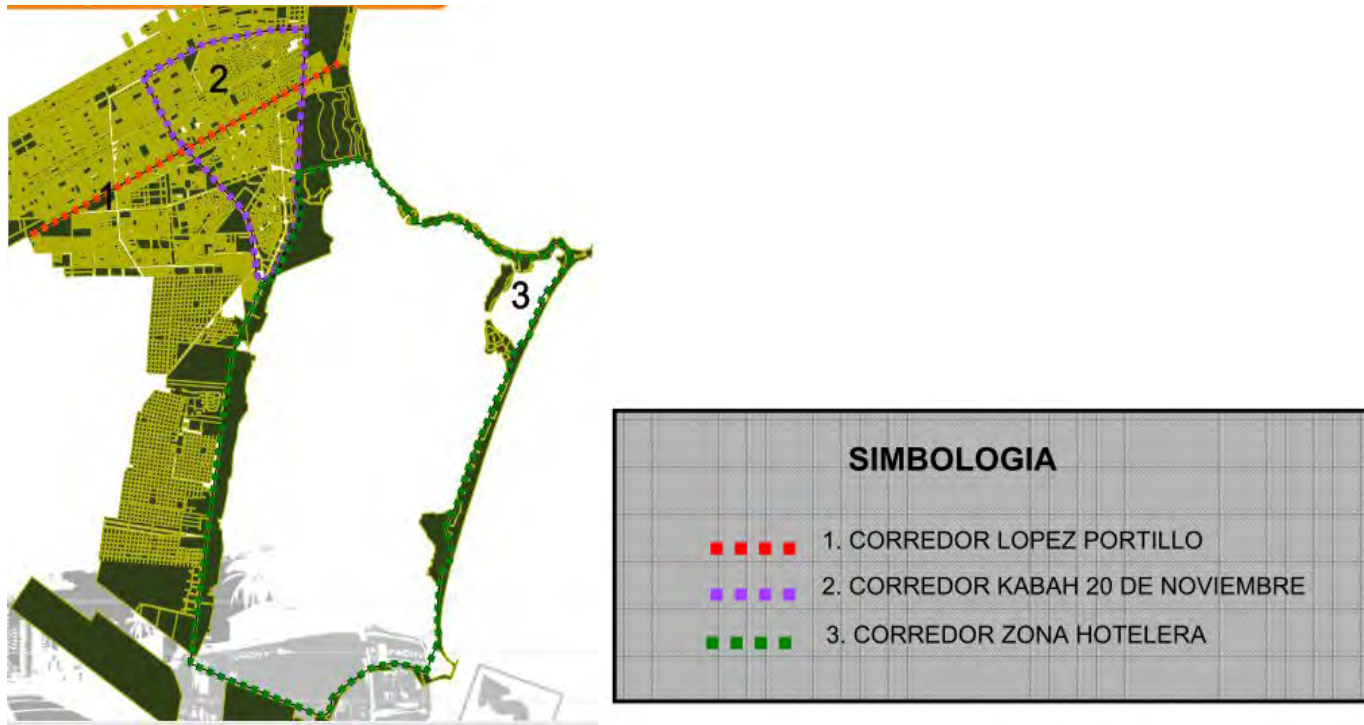 2
1
3
SIMBOLOGIA
1. CORREDOR LOPEZ PORTILLO
2. CORREDOR KABAH 20 DE NOVIEMBRE
3. CORREDOR ZONA HOTELERA